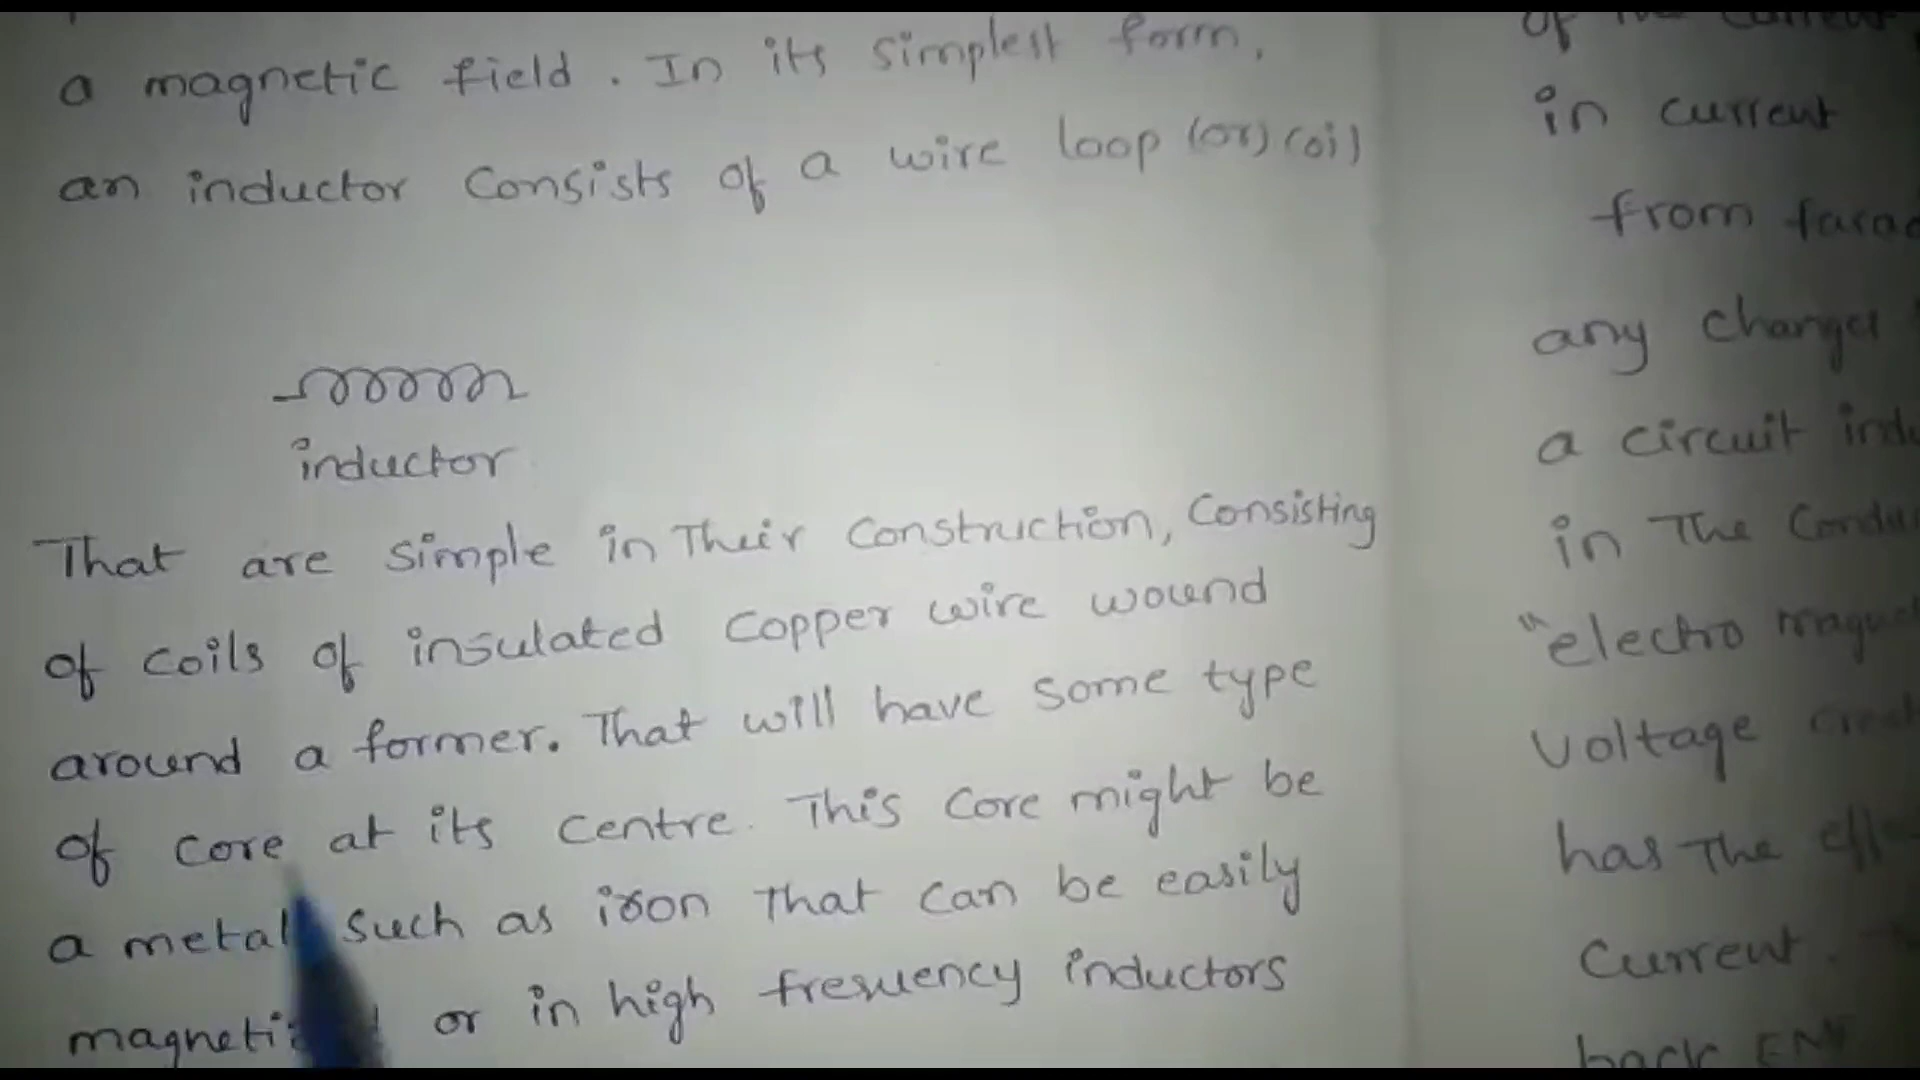 a magnetic field. In its simplest form,
an inductor consists of a wire loop (or) coil
inductor
That are simple in Their Construction, Consisting
of coils of insulated copper wire wound
around a former. That will have some type
of core at its centre. This core might be
a metal such as iron that can be easily
or in high frequency inductors
in current
from
any changes
a circuit
in The
"electro
voltage
has The
Current.
back EMF